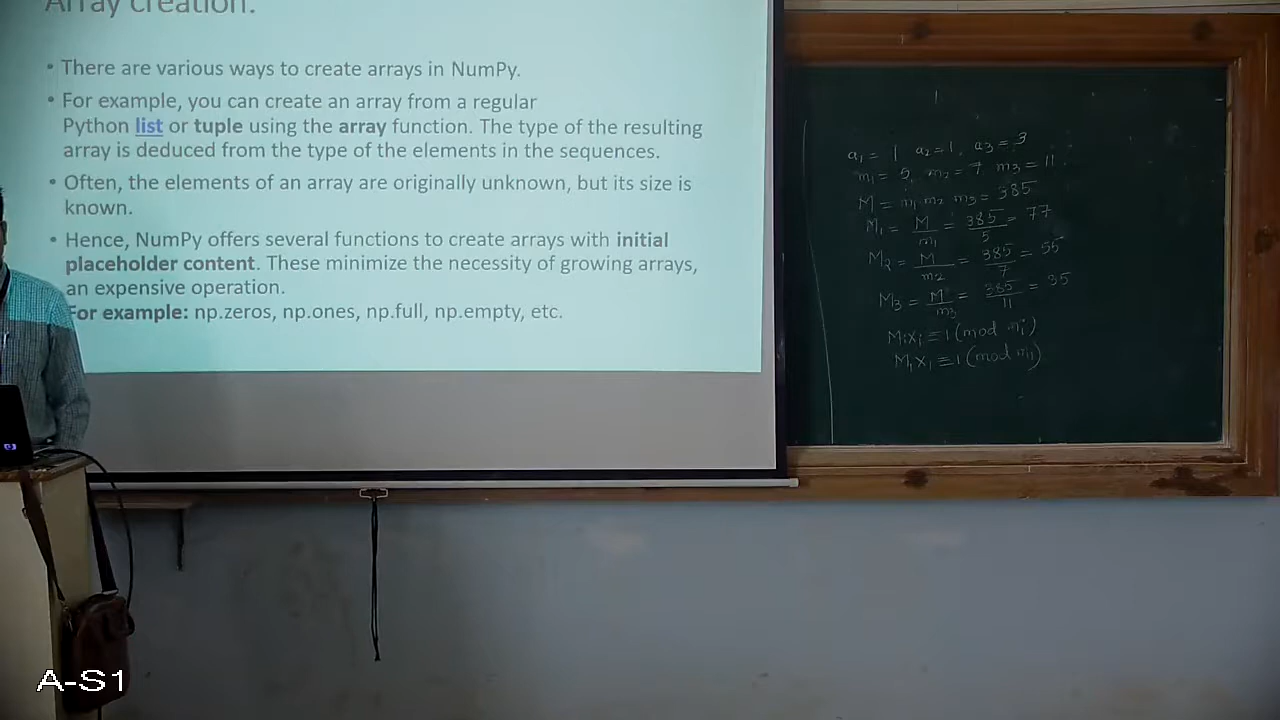 Array creation:
• There are various ways to create arrays in NumPy.
• For example, you can create an array from a regular
Python list or tuple using the array function. The type of the resulting
array is deduced from the type of the elements in the sequences.
• Often, the elements of an array are originally unknown, but its size is
known.
• Hence, NumPy offers several functions to create arrays with initial
placeholder content. These minimize the necessity of growing arrays,
an expensive operation.
For example: np.zeros, np.ones, np.full, np.empty, etc.
a₁ = 1 a₂ = 1, a₃ = 3
m₁ = 5, m₂ = 7 m₃ = 11
M = m₁ m₂ m₃ = 385
M₁ = M/m₁ = 385/5 = 77
M₂ = M/m₂ = 385/7 = 55
M₃ = M/m₃ = 385/11 = 35
Mᵢxᵢ ≡ 1 (mod mᵢ)
M₁x₁ ≡ 1 (mod m₁)
A-S1